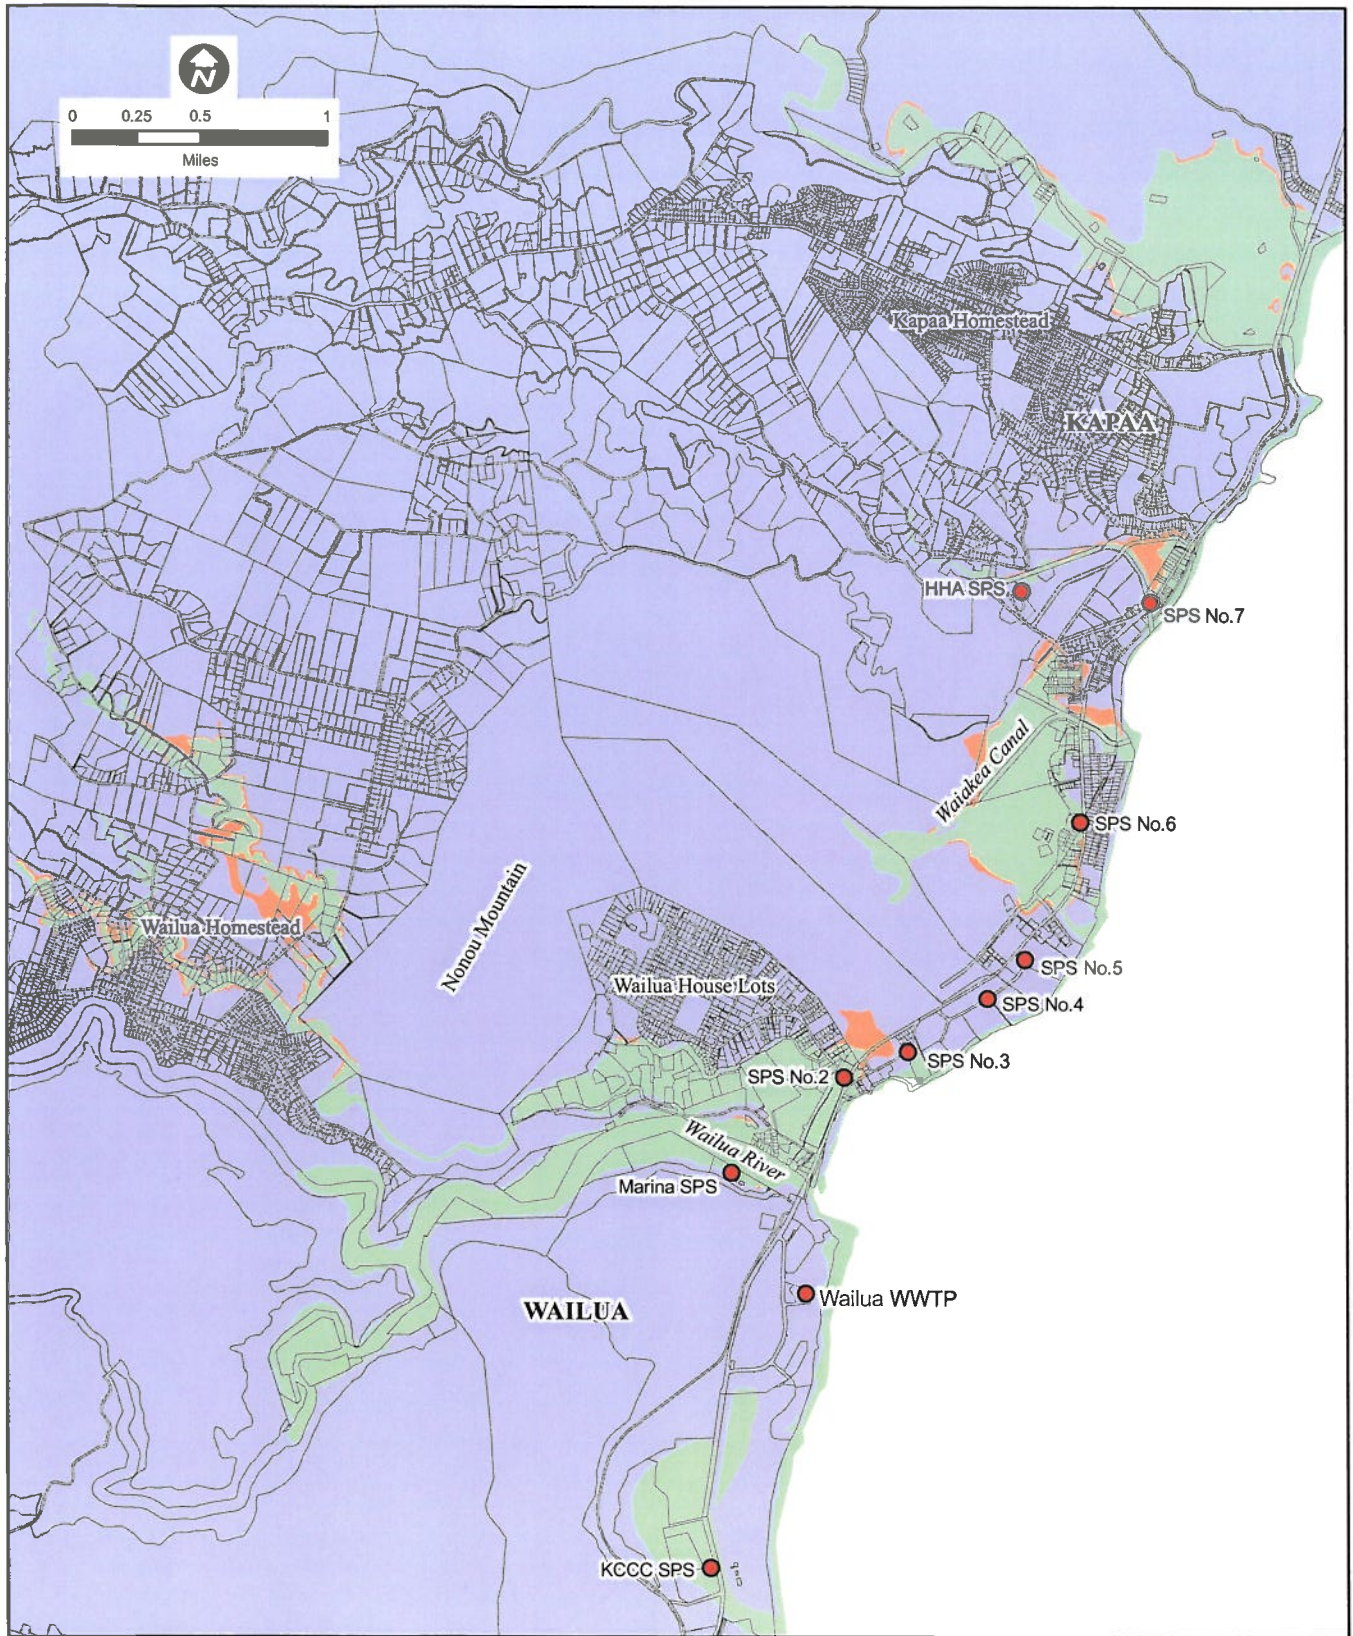 N
0 0.25 0.5 1
Miles
Kapaa Homestead
KAPAA
HHA SPS
SPS No.7
Waiakea Canal
SPS No.6
Nonou Mountain
Wailua Homestead
Wailua House Lots
SPS No.5
SPS No.4
SPS No.3
SPS No.2
Wailua River
Marina SPS
Wailua WWTP
WAILUA
KCCC SPS